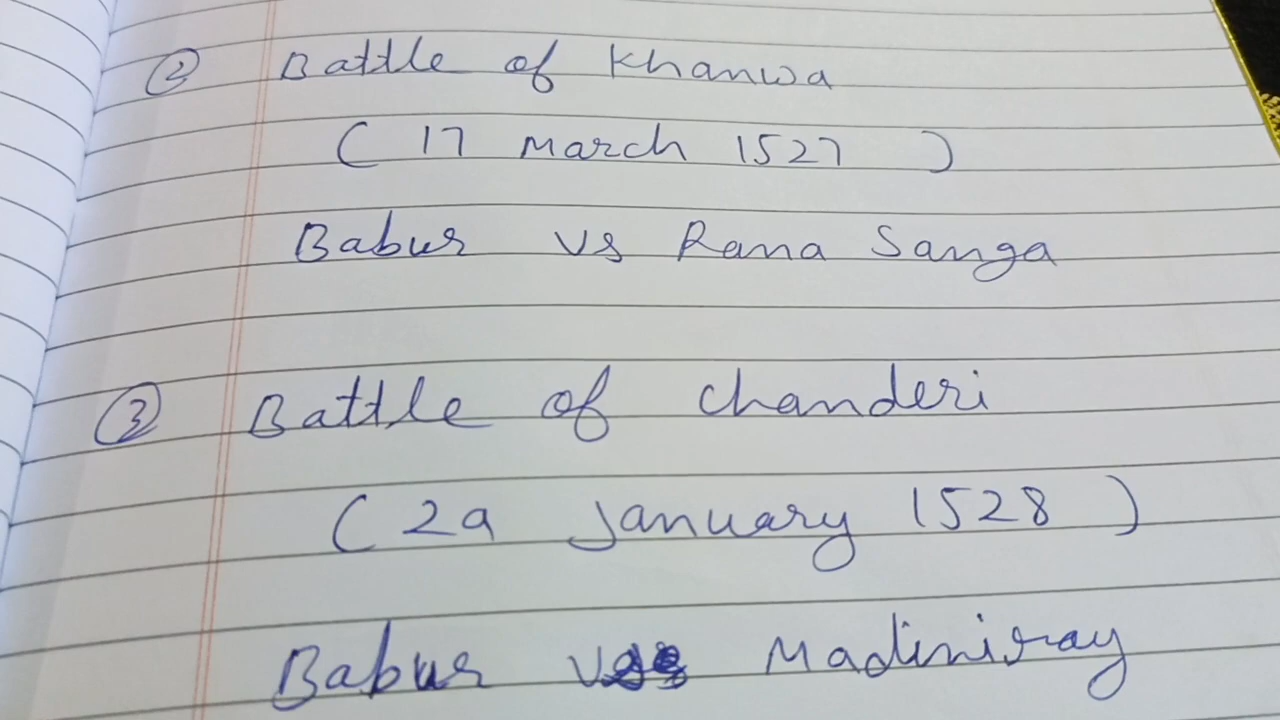 ② Battle of Khanwa
( 17 March 1527 )
Babur vs Rana Sanga
③ Battle of Chanderi
( 29 January 1528 )
Babur vs Madiniray